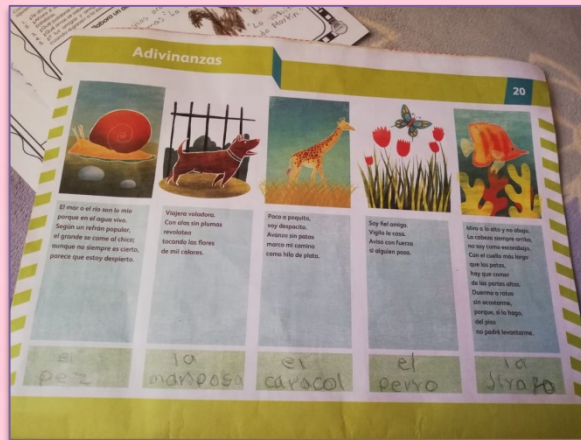 Adivinanzas
20
El mar o el río son lo mío
porque en el agua vivo.
Según un refrán popular,
el grande se come al chico;
aunque no siempre es cierto,
parece que estoy despierto.
Viajera voladora.
Con alas sin plumas
revolotea
tocando las flores
de mil colores.
Poco a poquito,
voy despacito.
Avanzo sin patas
marco mi camino
como hilo de plata.
Soy fiel amigo.
Vigilo la casa.
Aviso con fuerza
si alguien pasa.
Miro a lo alto y no abajo.
La cabeza siempre arriba,
no soy como escarabajo.
Con el cuello más largo
que las patas,
hay que comer
de las partes altas.
Duermo a ratos
sin acostarme,
porque, si lo hago,
del piso
no podré levantarme.
el
pez
la
mariposa
el
caracol
el
perro
la
jirafa